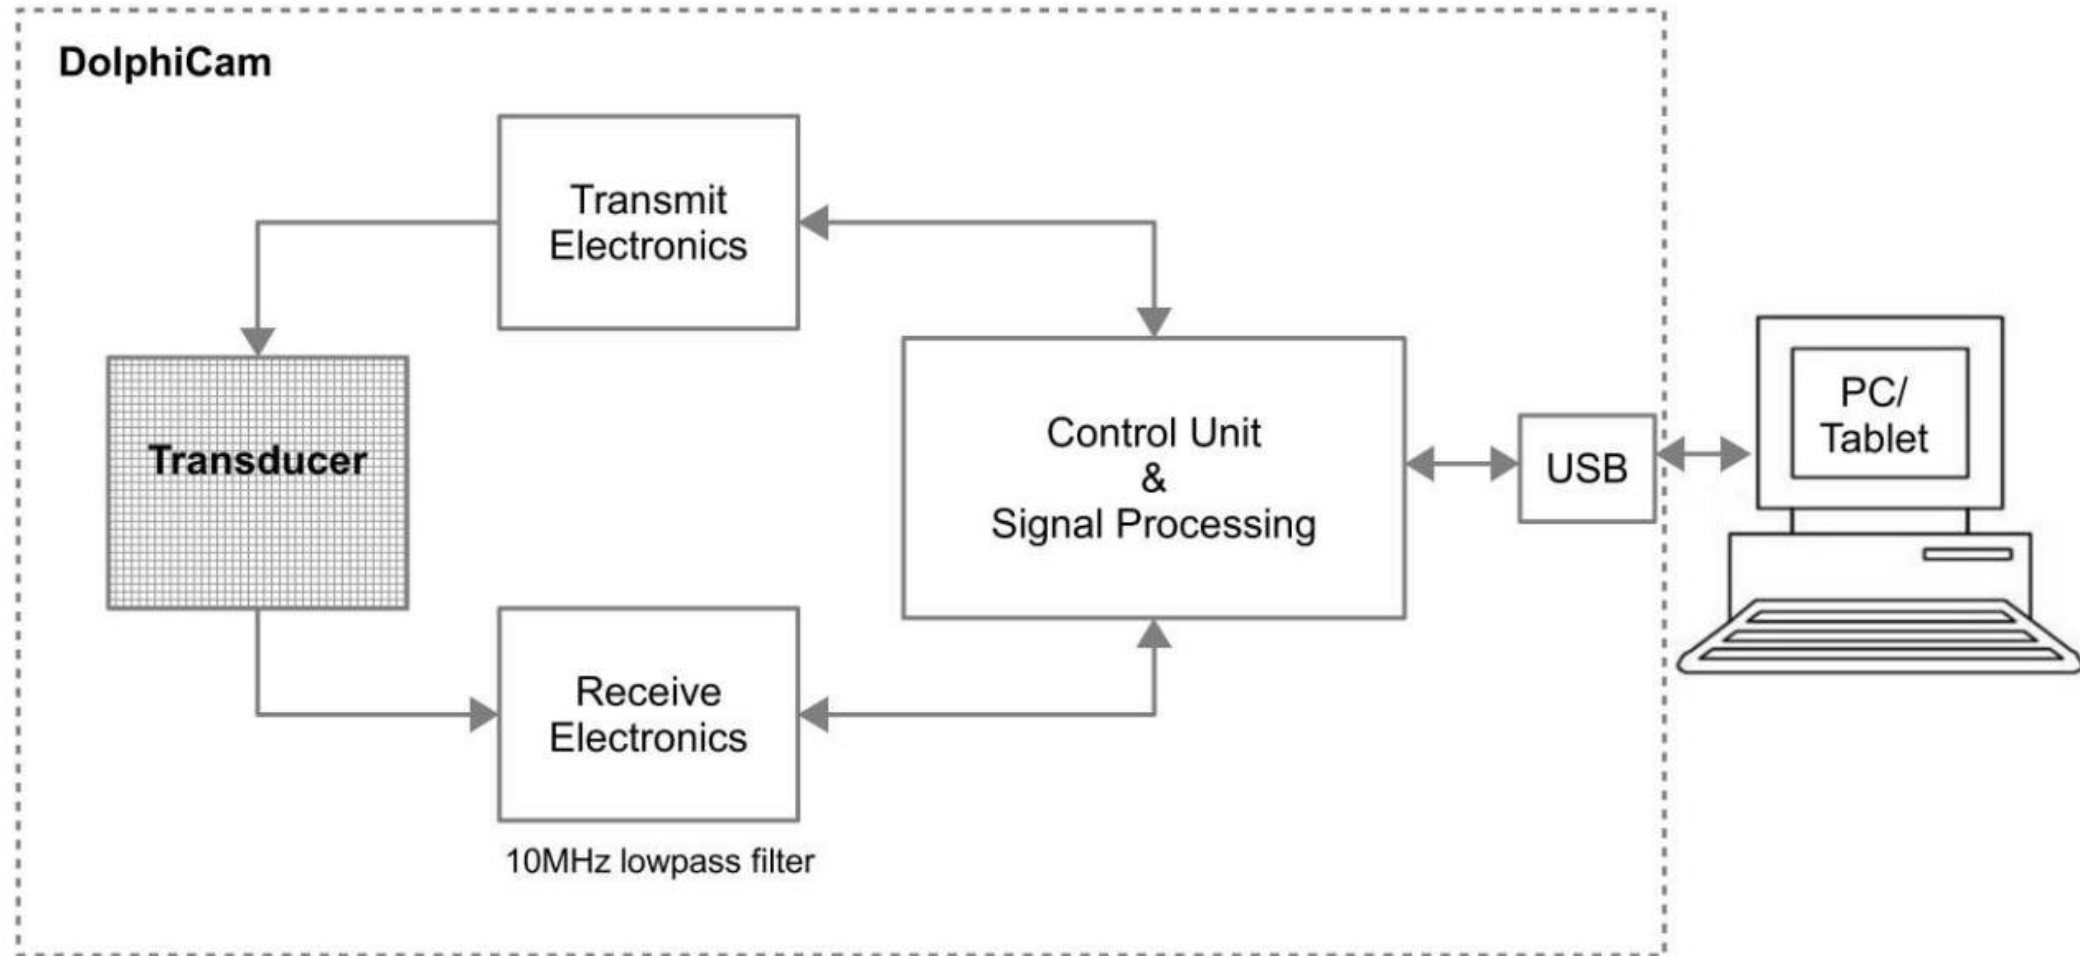 DolphiCam
Transmit
Electronics
Transducer
Control Unit
&
Signal Processing
USB
PC/
Tablet
Receive
Electronics
10MHz lowpass filter